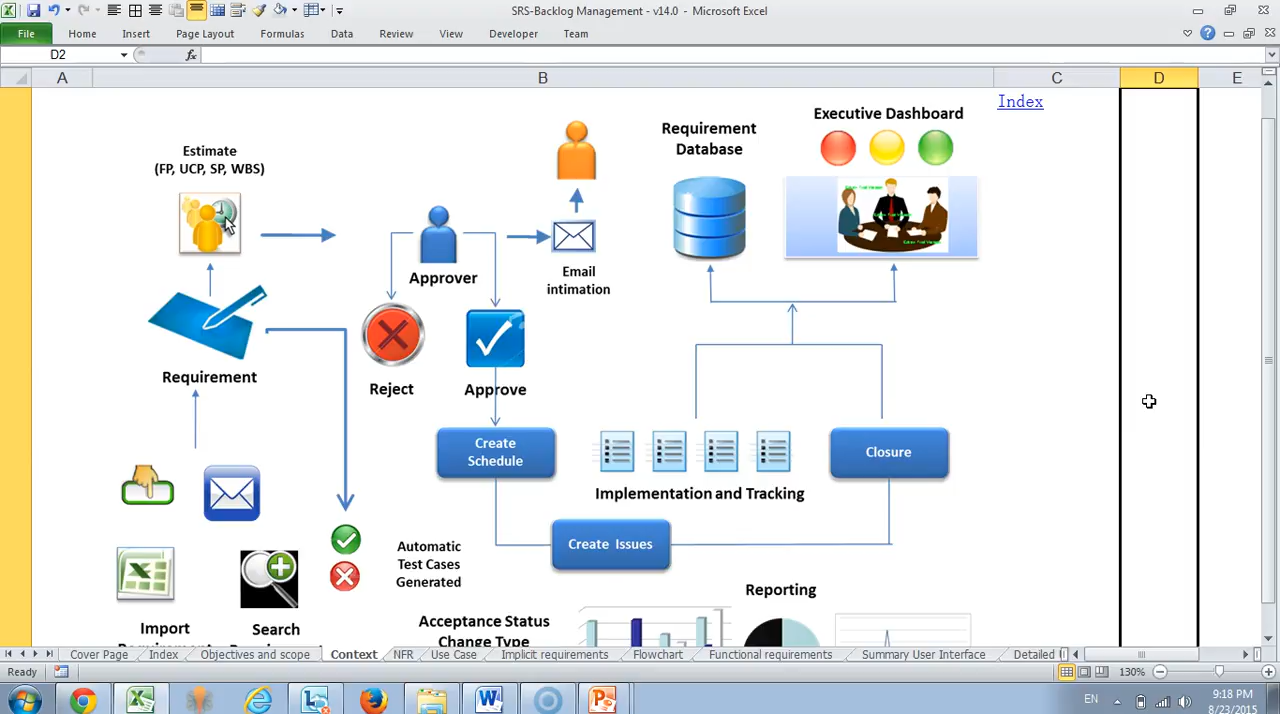 SRS-Backlog Management - v14.0 - Microsoft Excel
File Home Insert Page Layout Formulas Data Review View Developer Team
D2 fx
A B C D E
Index
Estimate
(FP, UCP, SP, WBS)
Requirement
Database
Executive Dashboard
Approver
Email
intimation
Requirement
Reject
Approve
Create
Schedule
Implementation and Tracking
Closure
Create Issues
Automatic
Test Cases
Generated
Reporting
Import
Search
Acceptance Status
Change Type
Cover Page Index Objectives and scope Context NFR Use Case Implicit requirements Flowchart Functional requirements Summary User Interface Detailed
Ready 130%
EN 9:18 PM
8/23/2015